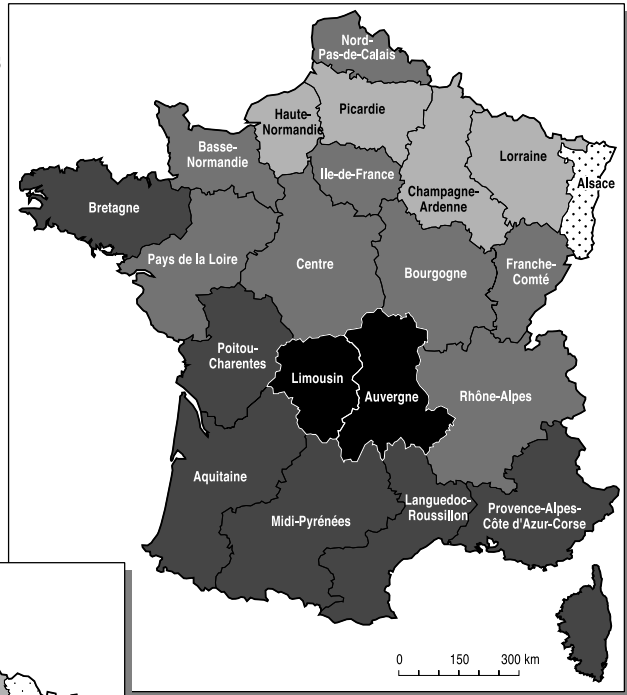 Nord-
Pas-de-Calais
Haute-
Normandie
Picardie
Basse-
Normandie
Ile-de-France
Champagne-
Ardenne
Lorraine
Alsace
Bretagne
Pays de la Loire
Centre
Bourgogne
Franche-
Comté
Poitou-
Charentes
Limousin
Auvergne
Rhône-Alpes
Aquitaine
Midi-Pyrénées
Languedoc-
Roussillon
Provence-Alpes-
Côte d'Azur-Corse
0 150 300 km